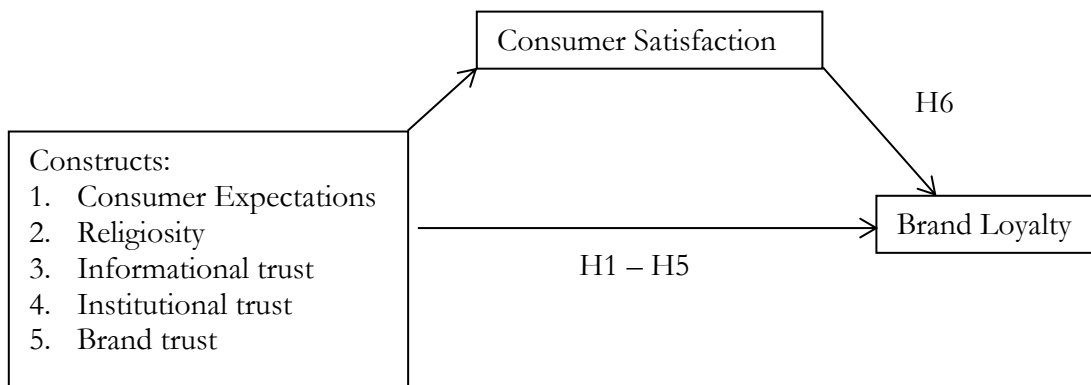 Consumer Satisfaction
H6
Constructs:
1. Consumer Expectations
2. Religiosity
3. Informational trust
4. Institutional trust
5. Brand trust
Brand Loyalty
H1 – H5